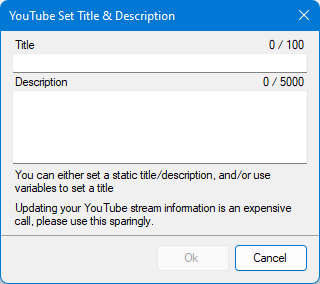 YouTube Set Title & Description
Title 0 / 100
Description 0 / 5000
You can either set a static title/description, and/or use
variables to set a title
Updating your YouTube stream information is an expensive
call, please use this sparingly.
Ok Cancel